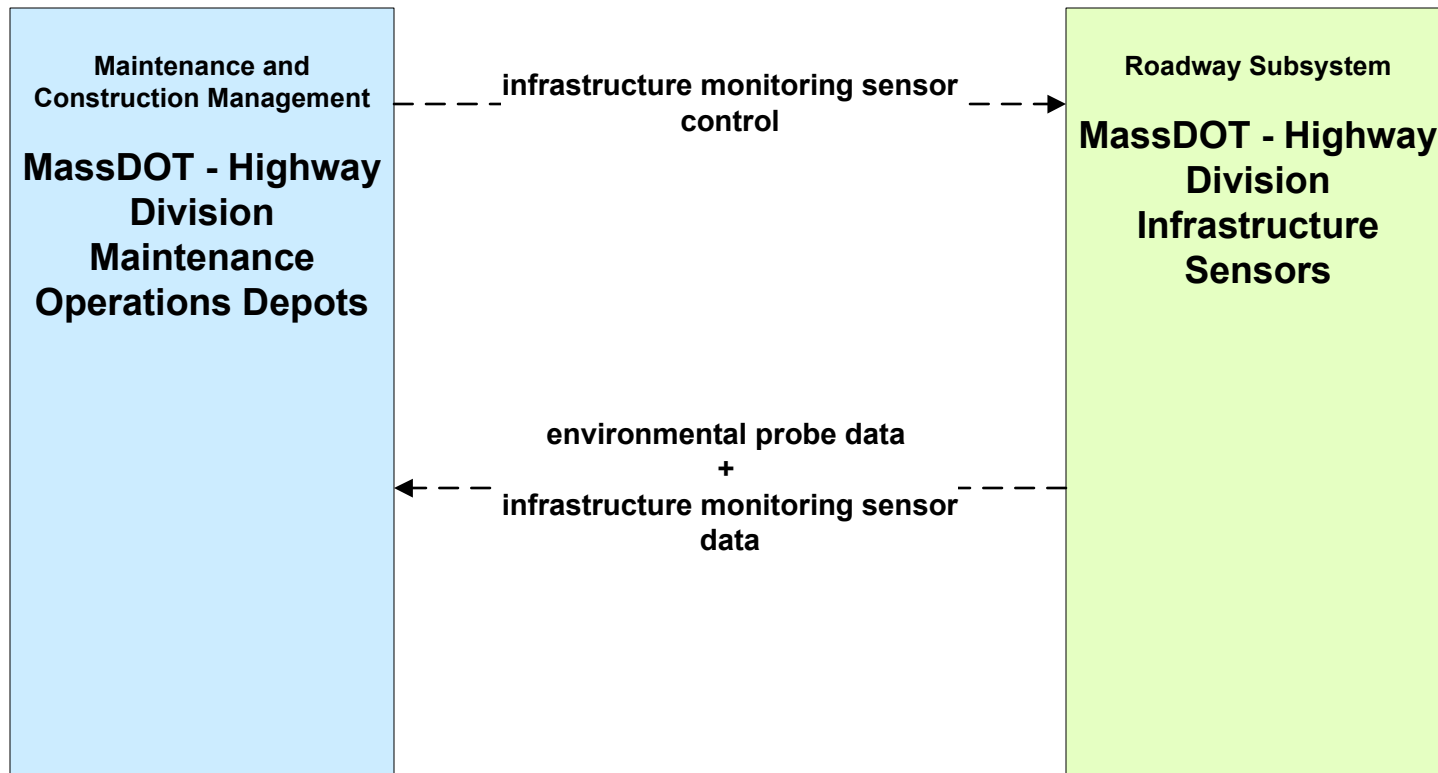 Maintenance and
Construction Management
MassDOT - Highway
Division
Maintenance
Operations Depots
infrastructure monitoring sensor
control
environmental probe data
+
infrastructure monitoring sensor
data
Roadway Subsystem
MassDOT - Highway
Division
Infrastructure
Sensors